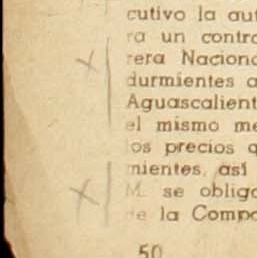 cutivo la aut
ra un contra
rera Naciona
durmientes a
Aguascalient
el mismo me
los precios q
mientes, así
M. se obliga
de la Compa
50